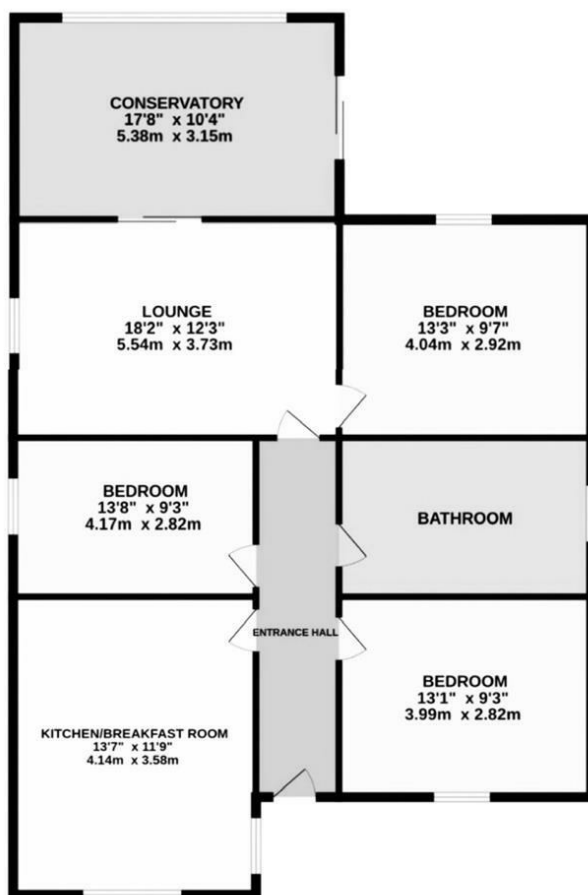 CONSERVATORY
17'8" x 10'4"
5.38m x 3.15m
LOUNGE
18'2" x 12'3"
5.54m x 3.73m
BEDROOM
13'3" x 9'7"
4.04m x 2.92m
BEDROOM
13'8" x 9'3"
4.17m x 2.82m
BATHROOM
ENTRANCE HALL
KITCHEN/BREAKFAST ROOM
13'7" x 11'9"
4.14m x 3.58m
BEDROOM
13'1" x 9'3"
3.99m x 2.82m